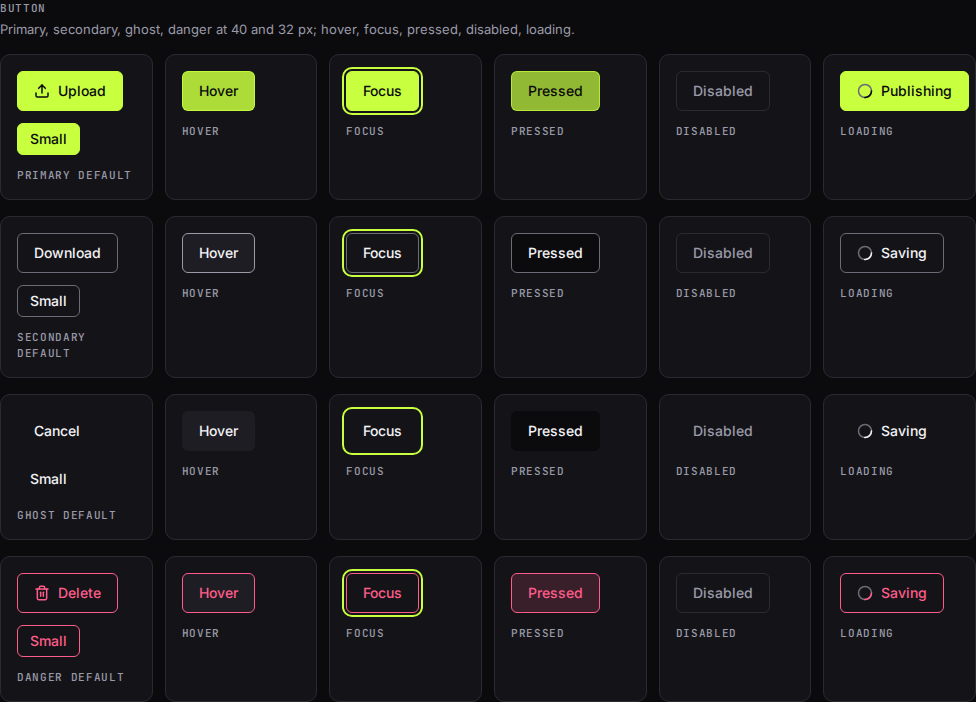 BUTTON
Primary, secondary, ghost, danger at 40 and 32 px; hover, focus, pressed, disabled, loading.
Upload
Small
PRIMARY DEFAULT
Hover
HOVER
Focus
FOCUS
Pressed
PRESSED
Disabled
DISABLED
Publishing
LOADING
Download
Small
SECONDARY
DEFAULT
Hover
HOVER
Focus
FOCUS
Pressed
PRESSED
Disabled
DISABLED
Saving
LOADING
Cancel
Small
GHOST DEFAULT
Hover
HOVER
Focus
FOCUS
Pressed
PRESSED
Disabled
DISABLED
Saving
LOADING
Delete
Small
DANGER DEFAULT
Hover
HOVER
Focus
FOCUS
Pressed
PRESSED
Disabled
DISABLED
Saving
LOADING